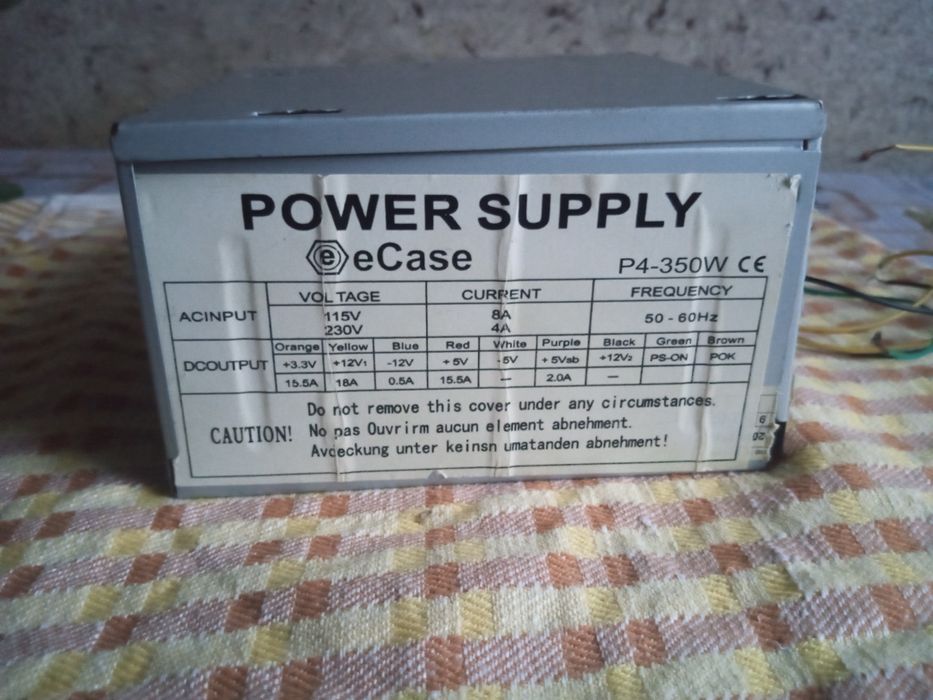 POWER SUPPLY
e eCase
P4-350W CE
ACINPUT VOLTAGE CURRENT FREQUENCY
115V 8A 50 - 60Hz
230V 4A
DCOUTPUT Orange Yellow Blue Red White Purple Black Green Brown
+3.3V +12V1 -12V +5V -5V +5Vsb +12V2 PS-ON POK
15.5A 18A 0.5A 15.5A — 2.0A —
CAUTION! Do not remove this cover under any circumstances.
No pas Ouvrirm aucun element abnehment.
Avdeckung unter keinsn umatanden abnehment!
9
20